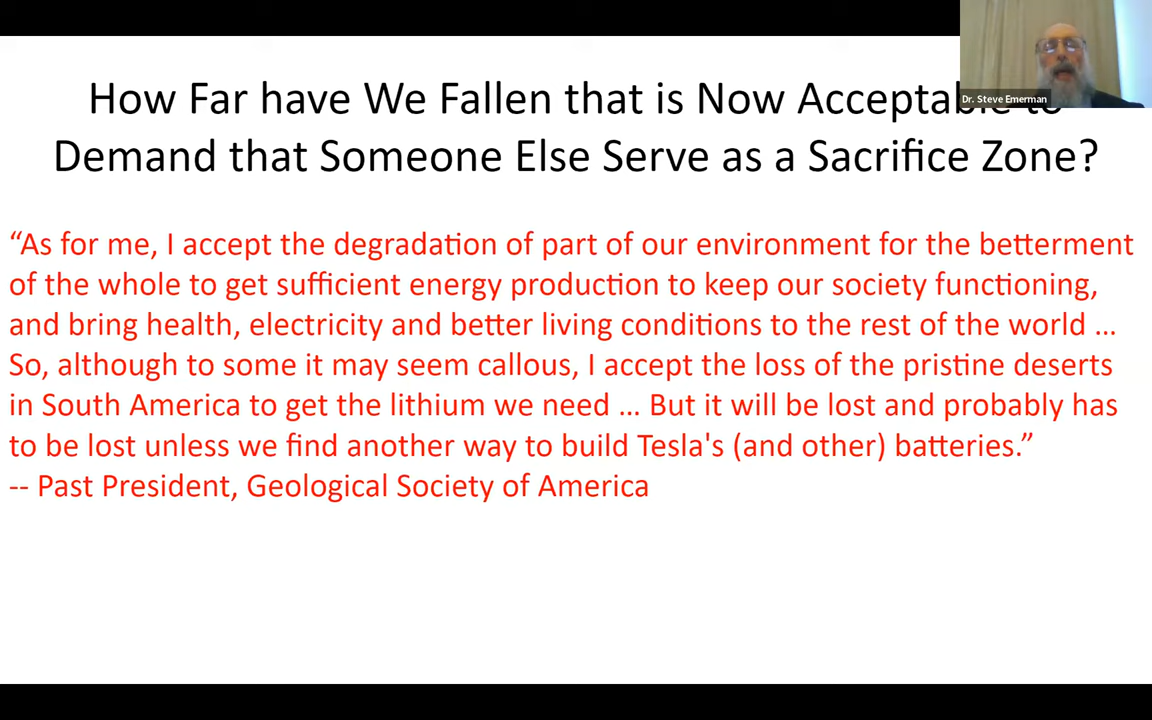 How Far have We Fallen that is Now Acceptable to
Demand that Someone Else Serve as a Sacrifice Zone?
“As for me, I accept the degradation of part of our environment for the betterment
of the whole to get sufficient energy production to keep our society functioning,
and bring health, electricity and better living conditions to the rest of the world ...
So, although to some it may seem callous, I accept the loss of the pristine deserts
in South America to get the lithium we need ... But it will be lost and probably has
to be lost unless we find another way to build Tesla's (and other) batteries.”
-- Past President, Geological Society of America
Dr. Steve Emerman